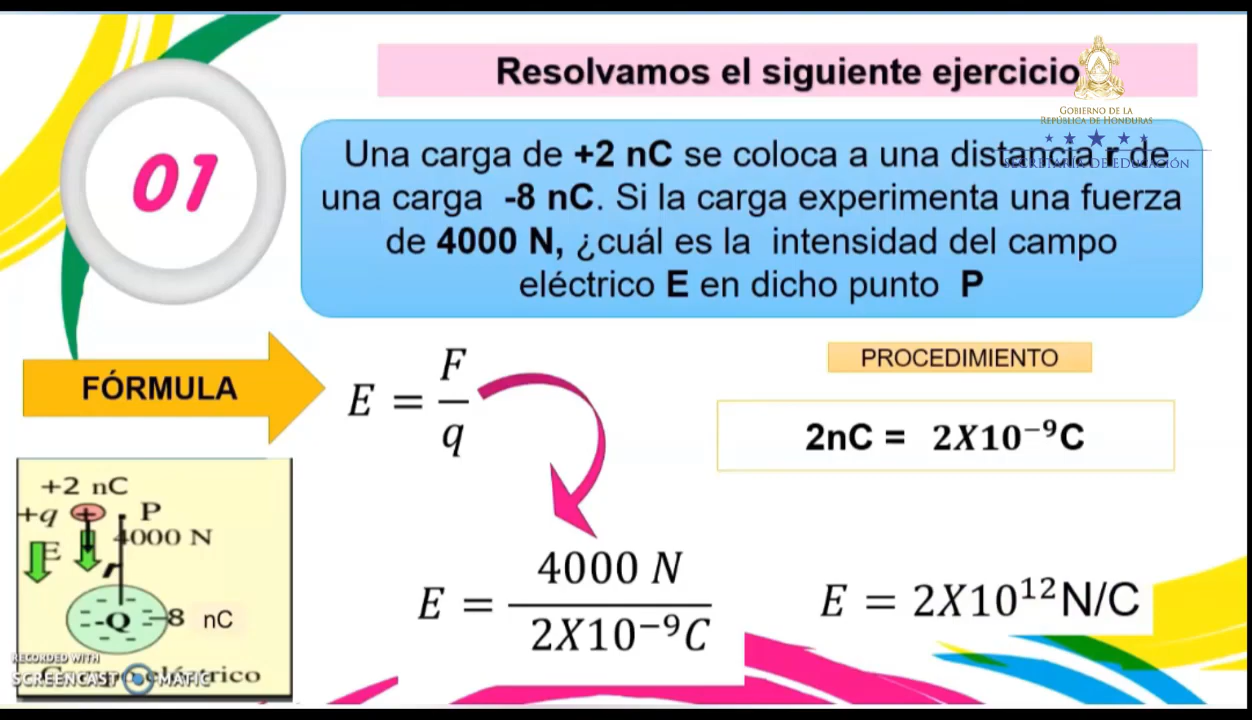 Resolvamos el siguiente ejercicio
GOBIERNO DE LA
REPÚBLICA DE HONDURAS
SECRETARÍA DE EDUCACIÓN
01
Una carga de +2 nC se coloca a una distancia r de
una carga -8 nC. Si la carga experimenta una fuerza
de 4000 N, ¿cuál es la intensidad del campo
eléctrico E en dicho punto P
FÓRMULA
E = F/q
PROCEDIMIENTO
2nC = 2X10⁻⁹C
+2 nC
+q + P
4000 N
E
r
-Q -8 nC
Campo eléctrico
RECORDED WITH
SCREENCAST-O-MATIC
E = 4000 N / 2X10⁻⁹C
E = 2X10¹²N/C